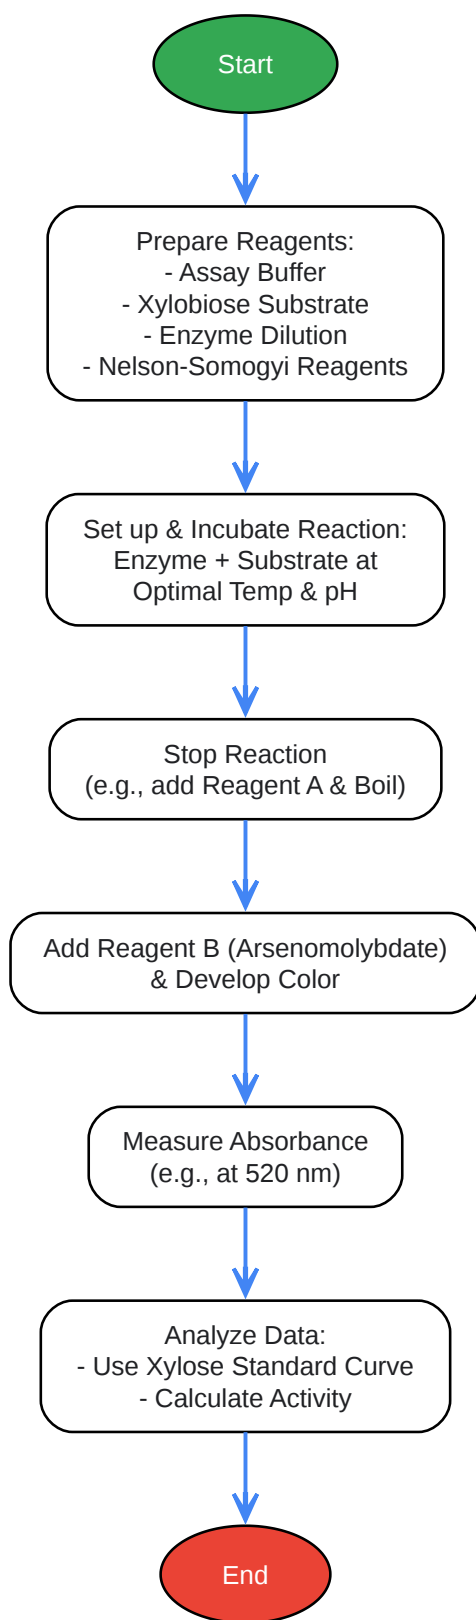 Start
Prepare Reagents:
- Assay Buffer
- Xylobiose Substrate
- Enzyme Dilution
- Nelson-Somogyi Reagents
Set up & Incubate Reaction:
Enzyme + Substrate at
Optimal Temp & pH
Stop Reaction
(e.g., add Reagent A & Boil)
Add Reagent B (Arsenomolybdate)
& Develop Color
Measure Absorbance
(e.g., at 520 nm)
Analyze Data:
- Use Xylose Standard Curve
- Calculate Activity
End